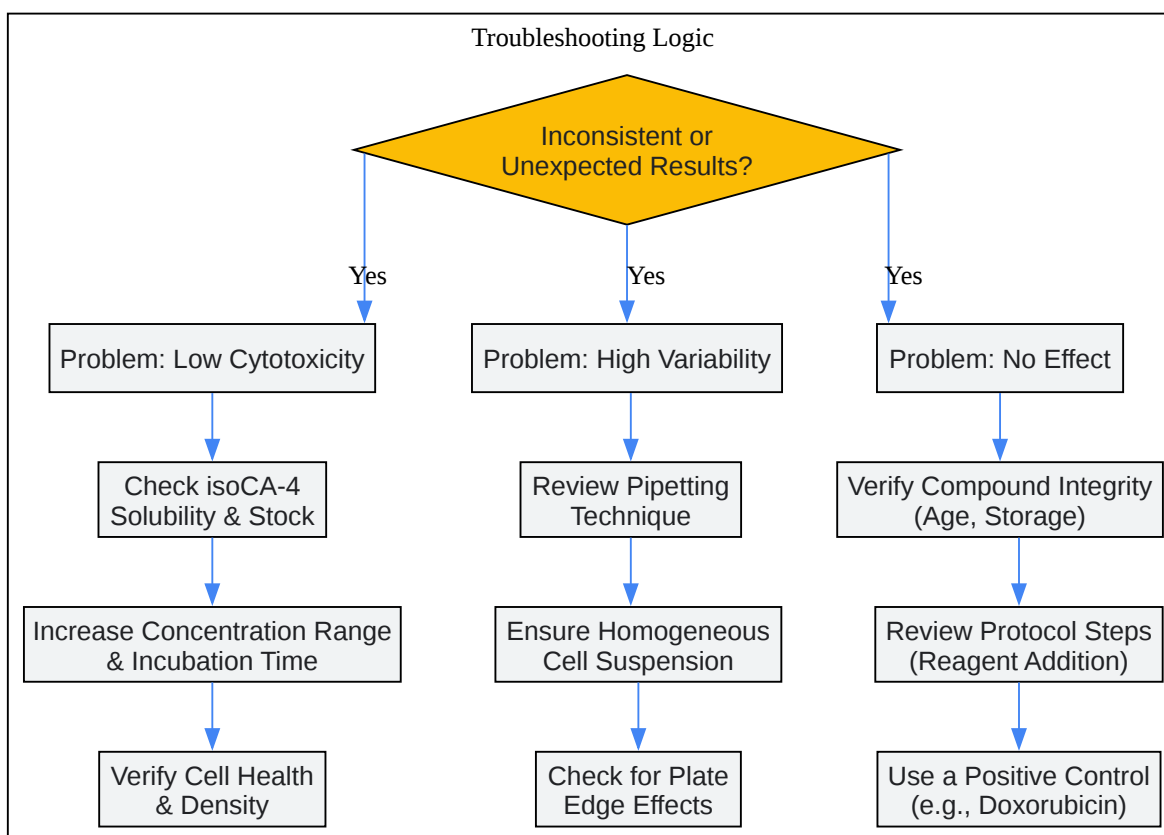 Troubleshooting Logic
Inconsistent or
Unexpected Results?
Yes
Yes
Yes
Problem: Low Cytotoxicity
Problem: High Variability
Problem: No Effect
Check isoCA-4
Solubility & Stock
Review Pipetting
Technique
Verify Compound Integrity
(Age, Storage)
Increase Concentration Range
& Incubation Time
Ensure Homogeneous
Cell Suspension
Review Protocol Steps
(Reagent Addition)
Verify Cell Health
& Density
Check for Plate
Edge Effects
Use a Positive Control
(e.g., Doxorubicin)